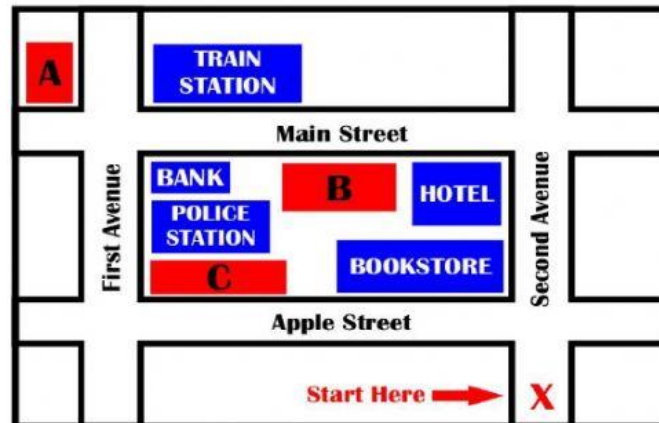 A
TRAIN
STATION
Main Street
BANK
B
HOTEL
POLICE
STATION
First Avenue
Second Avenue
C
BOOKSTORE
Apple Street
Start Here
X